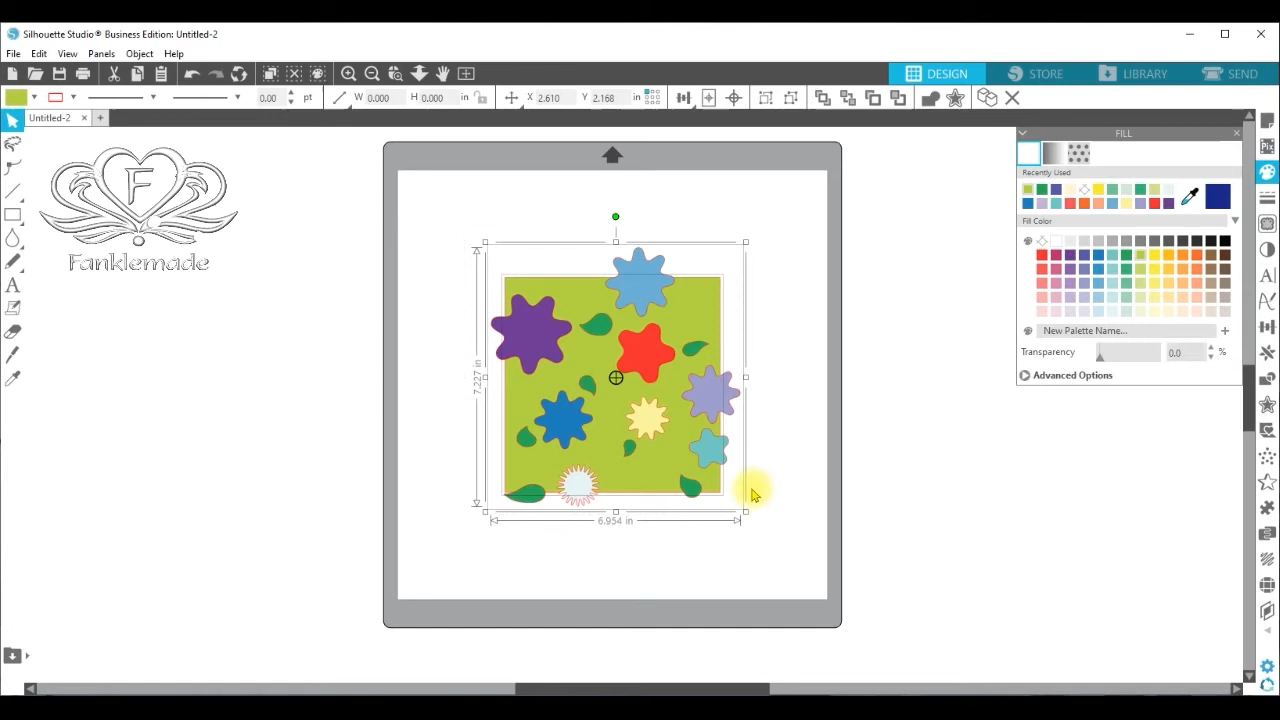 Silhouette Studio® Business Edition: Untitled-2
File Edit View Panels Object Help
DESIGN STORE LIBRARY SEND
0.00 pt W 0.000 H 0.000 in X 2.610 Y 2.168 in
Untitled-2
FILL
Pix
Recently Used
Fill Color
New Palette Name...
Transparency 0.0 %
Advanced Options
F
Fanklemade
7.227 in
6.954 in